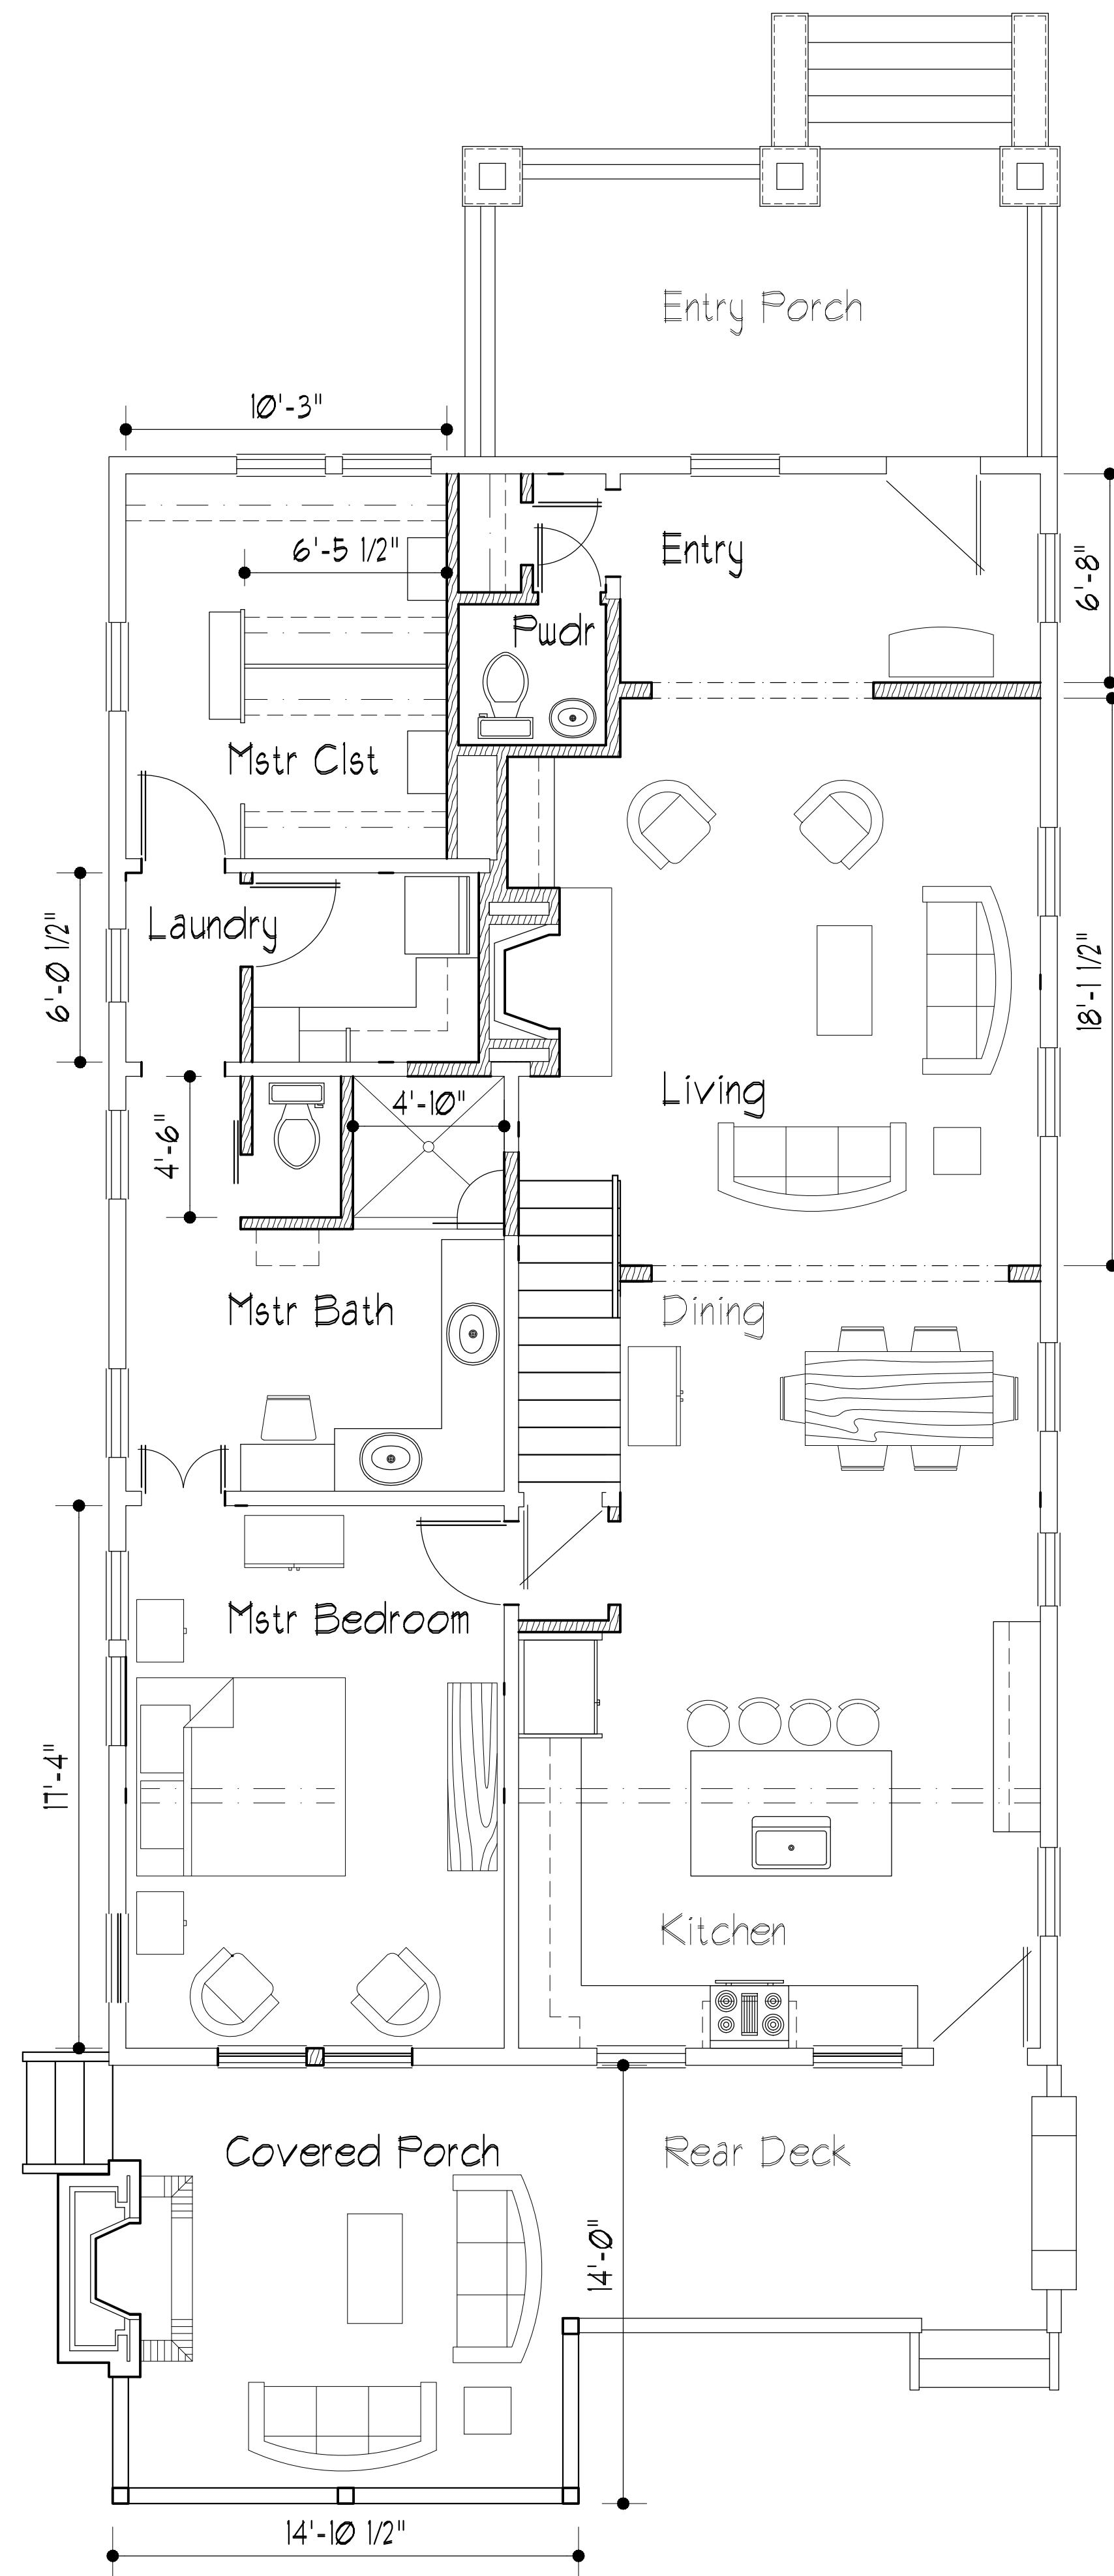 Entry Porch
10'-3"
6'-5 1/2"
Entry
6'-8"
Pwdr
Mstr Clst
Laundry
6'-0 1/2"
18'-1 1/2"
Living
4'-10"
4'-6"
Mstr Bath
Dining
Mstr Bedroom
17'-4"
Kitchen
Covered Porch
Rear Deck
14'-0"
14'-10 1/2"